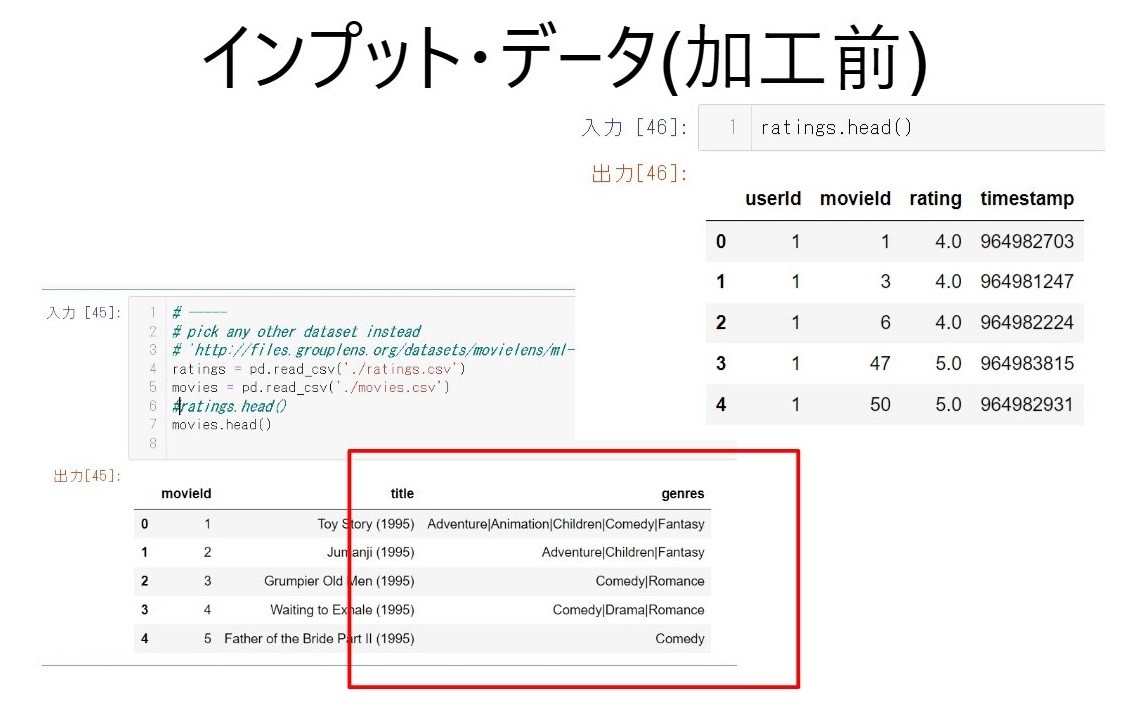 インプット・データ(加工前)
入力 [46]: 1 ratings.head()
出力[46]:
userId movieId rating timestamp
0 1 1 4.0 964982703
1 1 3 4.0 964981247
2 1 6 4.0 964982224
3 1 47 5.0 964983815
4 1 50 5.0 964982931
入力 [45]: 1 # -----
2 # pick any other dataset instead
3 # 'http://files.grouplens.org/datasets/movielens/ml-
4 ratings = pd.read_csv('./ratings.csv')
5 movies = pd.read_csv('./movies.csv')
6 #ratings.head()
7 movies.head()
8
出力[45]:
movieId title genres
0 1 Toy Story (1995) Adventure|Animation|Children|Comedy|Fantasy
1 2 Jumanji (1995) Adventure|Children|Fantasy
2 3 Grumpier Old Men (1995) Comedy|Romance
3 4 Waiting to Exhale (1995) Comedy|Drama|Romance
4 5 Father of the Bride Part II (1995) Comedy